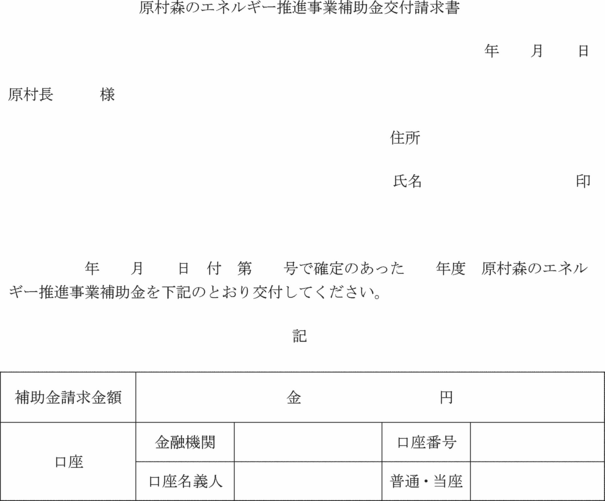 原村森のエネルギー推進事業補助金交付請求書
年　　月　　日
原村長　　　様
住所
氏名　　　　　　　　　　印
年　　月　　日　付　第　　号で確定のあった　　年度　原村森のエネル
ギー推進事業補助金を下記のとおり交付してください。
記
補助金請求金額　金　　　　　　　　　円
口座　金融機関　口座番号
口座名義人　普通・当座